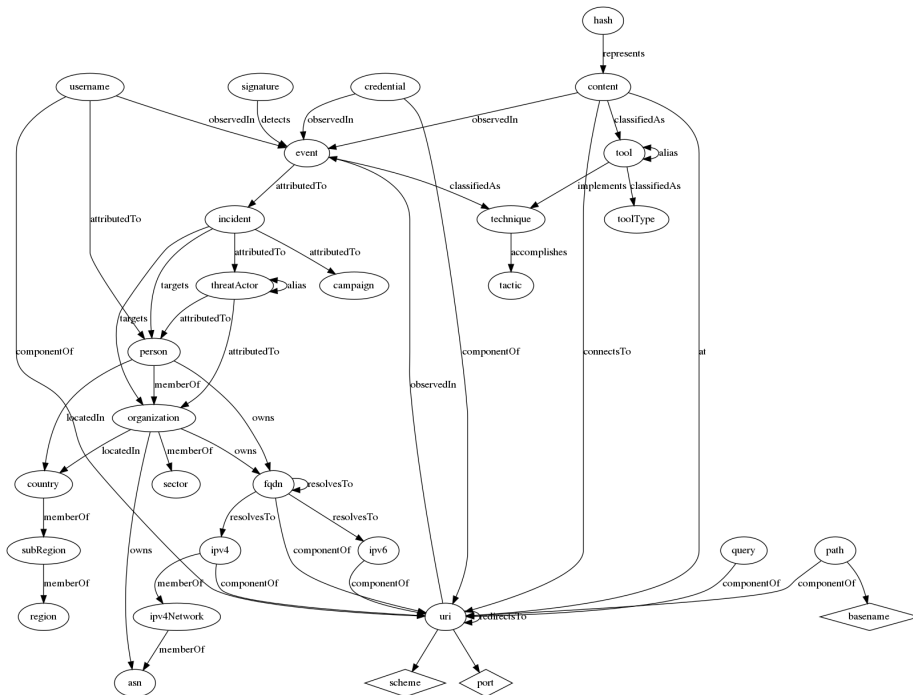 hash
represents
username
signature
credential
content
observedIn
detects
observedIn
observedIn
classifiedAs
event
tool
alias
attributedTo
classifiedAs
implements
classifiedAs
attributedTo
incident
technique
toolType
attributedTo
attributedTo
accomplishes
targets
threatActor
alias
campaign
tactic
targets
attributedTo
person
attributedTo
componentOf
observedIn
componentOf
connectsTo
at
memberOf
locatedIn
organization
owns
locatedIn
memberOf
owns
country
sector
fqdn
resolvesTo
memberOf
resolvesTo
resolvesTo
subRegion
owns
ipv4
componentOf
ipv6
query
path
memberOf
memberOf
componentOf
componentOf
componentOf
componentOf
region
ipv4Network
uri
redirectsTo
basename
memberOf
asn
scheme
port